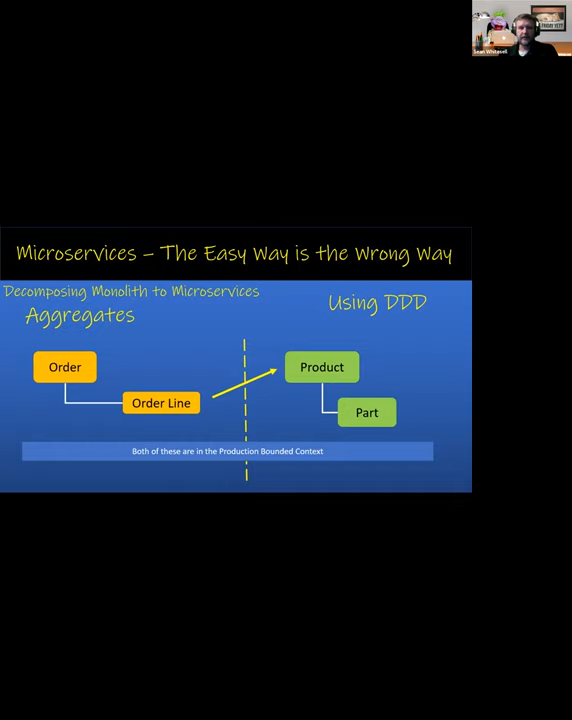 Sean Whitesell
Microservices – The Easy Way is the Wrong Way
Decomposing Monolith to Microservices
Aggregates
Using DDD
Order
Product
Order Line
Part
Both of these are in the Production Bounded Context